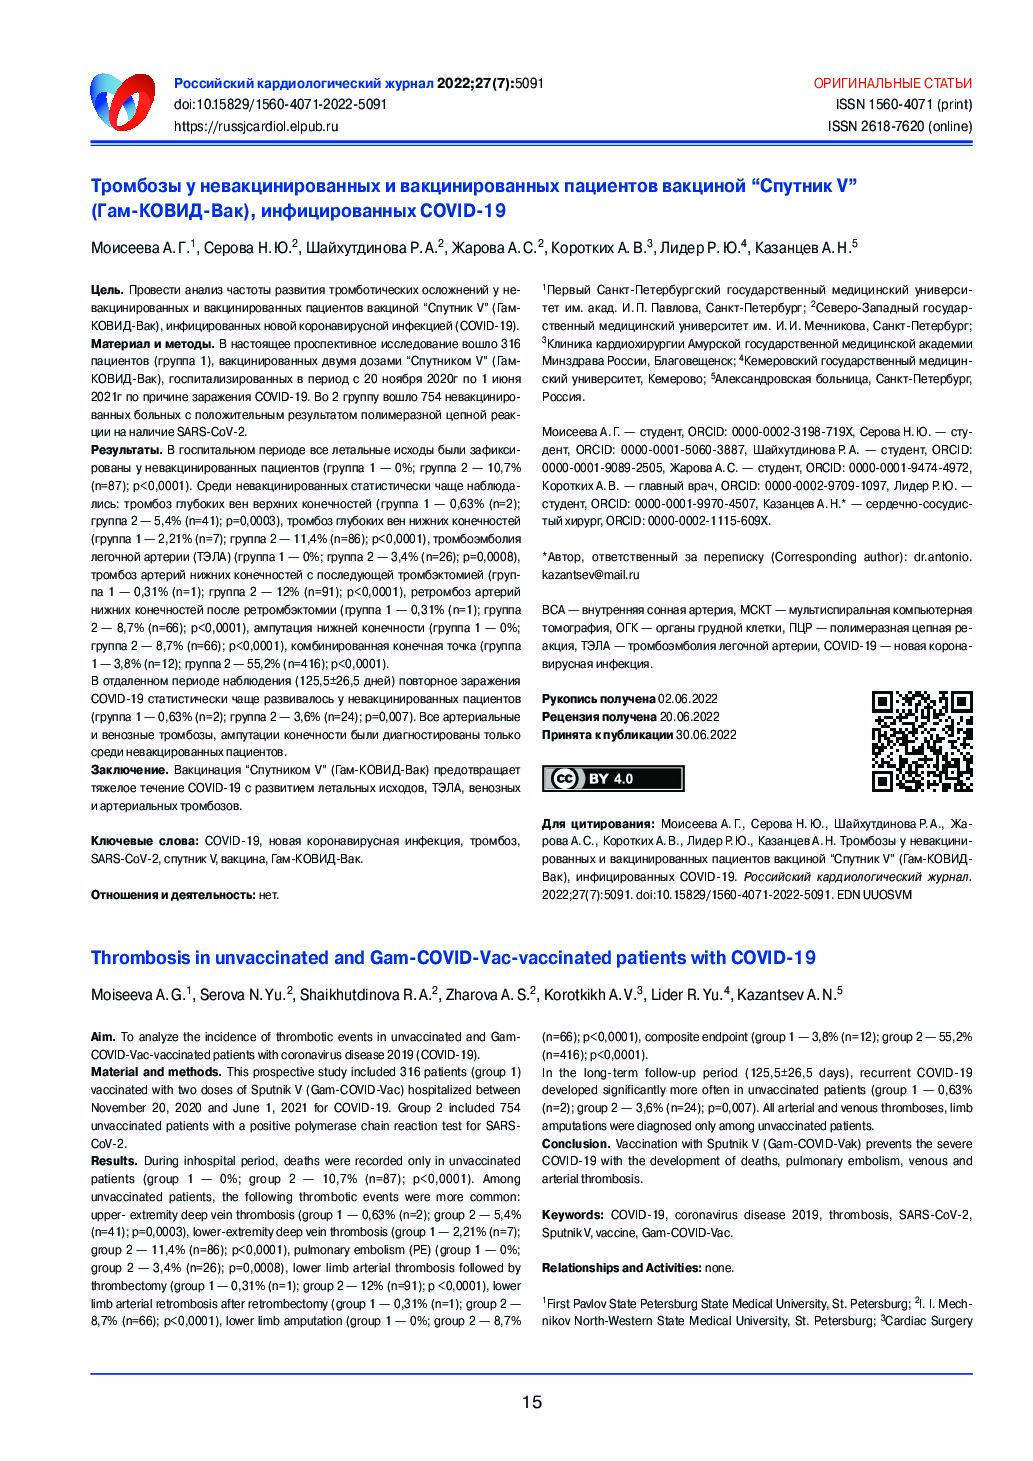 Российский кардиологический журнал 2022;27(7):5091
doi:10.15829/1560-4071-2022-5091
https://russjcardiol.elpub.ru
ОРИГИНАЛЬНЫЕ СТАТЬИ
ISSN 1560-4071 (print)
ISSN 2618-7620 (online)
Тромбозы у невакцинированных и вакцинированных пациентов вакциной “Спутник V”
(Гам-КОВИД-Вак), инфицированных COVID-19
Моисеева А. Г.1, Серова Н. Ю.2, Шайхутдинова Р. А.2, Жарова А. С.2, Коротких А. В.3, Лидер Р. Ю.4, Казанцев А. Н.5
Цель. Провести анализ частоты развития тромботических осложнений у не-
вакцинированных и вакцинированных пациентов вакциной “Спутник V” (Гам-
КОВИД-Вак), инфицированных новой коронавирусной инфекцией (COVID-19).
Материал и методы. В настоящее проспективное исследование вошло 316
пациентов (группа 1), вакцинированных двумя дозами “Спутником V” (Гам-
КОВИД-Вак), госпитализированных в период с 20 ноября 2020г по 1 июня
2021г по причине заражения COVID-19. Во 2 группу вошло 754 невакциниро-
ванных больных с положительным результатом полимеразной цепной реак-
ции на наличие SARS-CoV-2.
Результаты. В госпитальном периоде все летальные исходы были зафикси-
рованы у невакцинированных пациентов (группа 1 — 0%; группа 2 — 10,7%
(n=87); p<0,0001). Среди невакцинированных статистически чаще наблюда-
лись: тромбоз глубоких вен верхних конечностей (группа 1 — 0,63% (n=2);
группа 2 — 5,4% (n=41); p=0,0003), тромбоз глубоких вен нижних конечностей
(группа 1 — 2,21% (n=7); группа 2 — 11,4% (n=86); p<0,0001), тромбоэмболия
легочной артерии (ТЭЛА) (группа 1 — 0%; группа 2 — 3,4% (n=26); p=0,0008),
тромбоз артерий нижних конечностей с последующей тромбэктомией (груп-
па 1 — 0,31% (n=1); группа 2 — 12% (n=91); p<0,0001), ретромбоз артерий
нижних конечностей после ретромбэктомии (группа 1 — 0,31% (n=1); группа
2 — 8,7% (n=66); p<0,0001), ампутация нижней конечности (группа 1 — 0%;
группа 2 — 8,7% (n=66); p<0,0001), комбинированная конечная точка (группа
1 — 3,8% (n=12); группа 2 — 55,2% (n=416); p<0,0001).
В отдаленном периоде наблюдения (125,5±26,5 дней) повторное заражения
COVID-19 статистически чаще развивалось у невакцинированных пациентов
(группа 1 — 0,63% (n=2); группа 2 — 3,6% (n=24); p=0,007). Все артериальные
и венозные тромбозы, ампутации конечности были диагностированы только
среди невакцированных пациентов.
Заключение. Вакцинация “Спутником V” (Гам-КОВИД-Вак) предотвращает
тяжелое течение COVID-19 с развитием летальных исходов, ТЭЛА, венозных
и артериальных тромбозов.
Ключевые слова: COVID-19, новая коронавирусная инфекция, тромбоз,
SARS-CoV-2, спутник V, вакцина, Гам-КОВИД-Вак.
Отношения и деятельность: нет.
1Первый Санкт-Петербургский государственный медицинский универси-
тет им. акад. И. П. Павлова, Санкт-Петербург; 2Северо-Западный государ-
ственный медицинский университет им. И. И. Мечникова, Санкт-Петербург;
3Клиника кардиохирургии Амурской государственной медицинской академии
Минздрава России, Благовещенск; 4Кемеровский государственный медицин-
ский университет, Кемерово; 5Александровская больница, Санкт-Петербург,
Россия.
Моисеева А. Г. — студент, ORCID: 0000-0002-3198-719X, Серова Н. Ю. — сту-
дент, ORCID: 0000-0001-5060-3887, Шайхутдинова Р. А. — студент, ORCID:
0000-0001-9089-2505, Жарова А. С. — студент, ORCID: 0000-0001-9474-4972,
Коротких А. В. — главный врач, ORCID: 0000-0002-9709-1097, Лидер Р. Ю. —
студент, ORCID: 0000-0001-9970-4507, Казанцев А. Н.* — сердечно-сосудис-
тый хирург, ORCID: 0000-0002-1115-609X.
*Автор, ответственный за переписку (Corresponding author): dr.antonio.
kazantsev@mail.ru
ВСА — внутренняя сонная артерия, МСКТ — мультиспиральная компьютерная
томография, ОГК — органы грудной клетки, ПЦР — полимеразная цепная ре-
акция, ТЭЛА — тромбоэмболия легочной артерии, COVID-19 — новая корона-
вирусная инфекция.
Рукопись получена 02.06.2022
Рецензия получена 20.06.2022
Принята к публикации 30.06.2022
cc BY 4.0
Для цитирования: Моисеева А. Г., Серова Н. Ю., Шайхутдинова Р. А., Жа-
рова А. С., Коротких А. В., Лидер Р. Ю., Казанцев А. Н. Тромбозы у невакцини-
рованных и вакцинированных пациентов вакциной “Спутник V” (Гам-КОВИД-
Вак), инфицированных COVID-19. Российский кардиологический журнал.
2022;27(7):5091. doi:10.15829/1560-4071-2022-5091. EDN UUOSVM
Thrombosis in unvaccinated and Gam-COVID-Vac-vaccinated patients with COVID-19
Moiseeva A. G.1, Serova N. Yu.2, Shaikhutdinova R. A.2, Zharova A. S.2, Korotkikh A. V.3, Lider R. Yu.4, Kazantsev A. N.5
Aim. To analyze the incidence of thrombotic events in unvaccinated and Gam-
COVID-Vac-vaccinated patients with coronavirus disease 2019 (COVID-19).
Material and methods. This prospective study included 316 patients (group 1)
vaccinated with two doses of Sputnik V (Gam-COVID-Vac) hospitalized between
November 20, 2020 and June 1, 2021 for COVID-19. Group 2 included 754
unvaccinated patients with a positive polymerase chain reaction test for SARS-
CoV-2.
Results. During inhospital period, deaths were recorded only in unvaccinated
patients (group 1 — 0%; group 2 — 10,7% (n=87); p<0,0001). Among
unvaccinated patients, the following thrombotic events were more common:
upper- extremity deep vein thrombosis (group 1 — 0,63% (n=2); group 2 — 5,4%
(n=41); p=0,0003), lower-extremity deep vein thrombosis (group 1 — 2,21% (n=7);
group 2 — 11,4% (n=86); p<0,0001), pulmonary embolism (PE) (group 1 — 0%;
group 2 — 3,4% (n=26); p=0,0008), lower limb arterial thrombosis followed by
thrombectomy (group 1 — 0,31% (n=1); group 2 — 12% (n=91); p <0,0001), lower
limb arterial retrombosis after retrombectomy (group 1 — 0,31% (n=1); group 2 —
8,7% (n=66); p<0,0001), lower limb amputation (group 1 — 0%; group 2 — 8,7%
(n=66); p<0,0001), composite endpoint (group 1 — 3,8% (n=12); group 2 — 55,2%
(n=416); p<0,0001).
In the long-term follow-up period (125,5±26,5 days), recurrent COVID-19
developed significantly more often in unvaccinated patients (group 1 — 0,63%
(n=2); group 2 — 3,6% (n=24); p=0,007). All arterial and venous thromboses, limb
amputations were diagnosed only among unvaccinated patients.
Conclusion. Vaccination with Sputnik V (Gam-COVID-Vak) prevents the severe
COVID-19 with the development of deaths, pulmonary embolism, venous and
arterial thrombosis.
Keywords: COVID-19, coronavirus disease 2019, thrombosis, SARS-CoV-2,
Sputnik V, vaccine, Gam-COVID-Vac.
Relationships and Activities: none.
1First Pavlov State Petersburg State Medical University, St. Petersburg; 2I. I. Mech-
nikov North-Western State Medical University, St. Petersburg; 3Cardiac Surgery
15